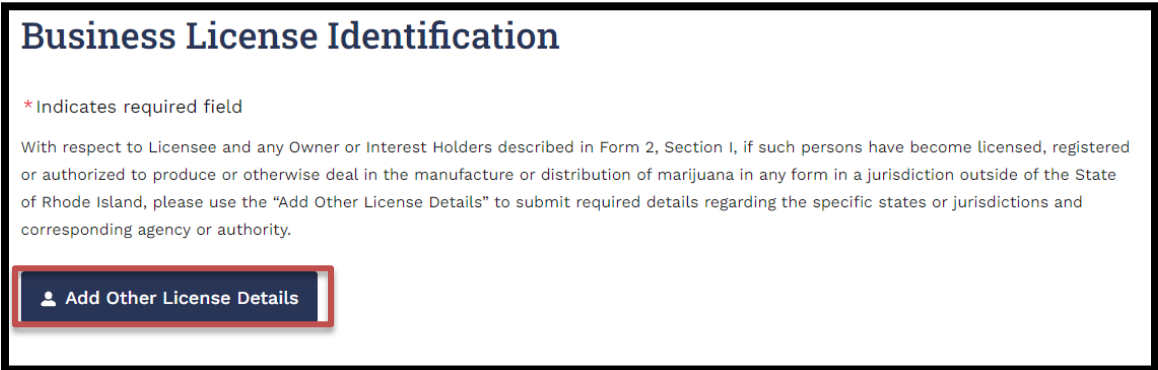 Business License Identification
*Indicates required field
With respect to Licensee and any Owner or Interest Holders described in Form 2, Section I, if such persons have become licensed, registered
or authorized to produce or otherwise deal in the manufacture or distribution of marijuana in any form in a jurisdiction outside of the State
of Rhode Island, please use the “Add Other License Details” to submit required details regarding the specific states or jurisdictions and
corresponding agency or authority.
Add Other License Details